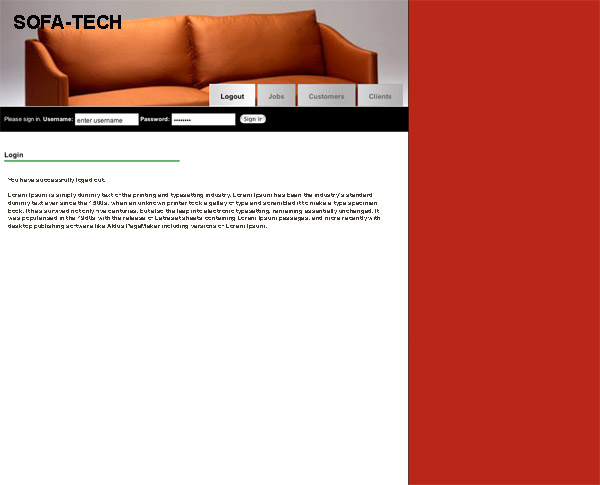 SOFA-TECH
Logout Jobs Customers Clients
Please sign in. Username: enter username Password: •••••••• Sign in
Login
You have successfully loged out.
Lorem Ipsum is simply dummy text of the printing and typesetting industry. Lorem Ipsum has been the industry's standard
dummy text ever since the 1500s, when an unknown printer took a galley of type and scrambled it to make a type specimen
book. It has survived not only five centuries, but also the leap into electronic typesetting, remaining essentially unchanged. It
was popularised in the 1960s with the release of Letraset sheets containing Lorem Ipsum passages, and more recently with
desktop publishing software like Aldus PageMaker including versions of Lorem Ipsum.